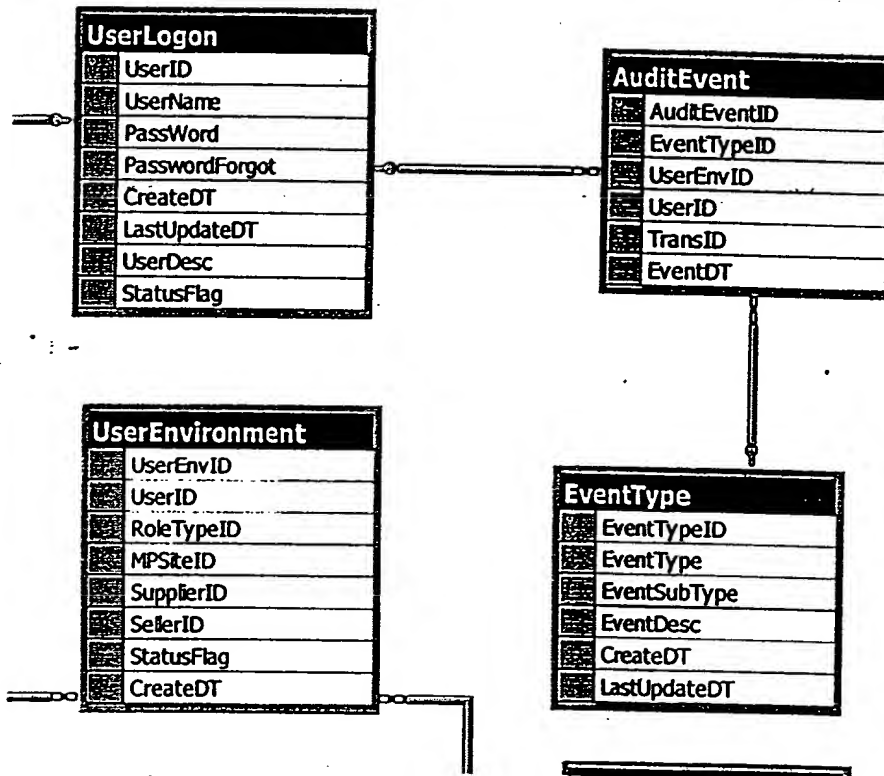 UserLogon
UserID
UserName
PassWord
PasswordForgot
CreateDT
LastUpdateDT
UserDesc
StatusFlag
AuditEvent
AuditEventID
EventTypeID
UserEnvID
UserID
TransID
EventDT
UserEnvironment
UserEnvID
UserID
RoleTypeID
MPSiteID
SupplierID
SellerID
StatusFlag
CreateDT
EventType
EventTypeID
EventType
EventSubType
EventDesc
CreateDT
LastUpdateDT